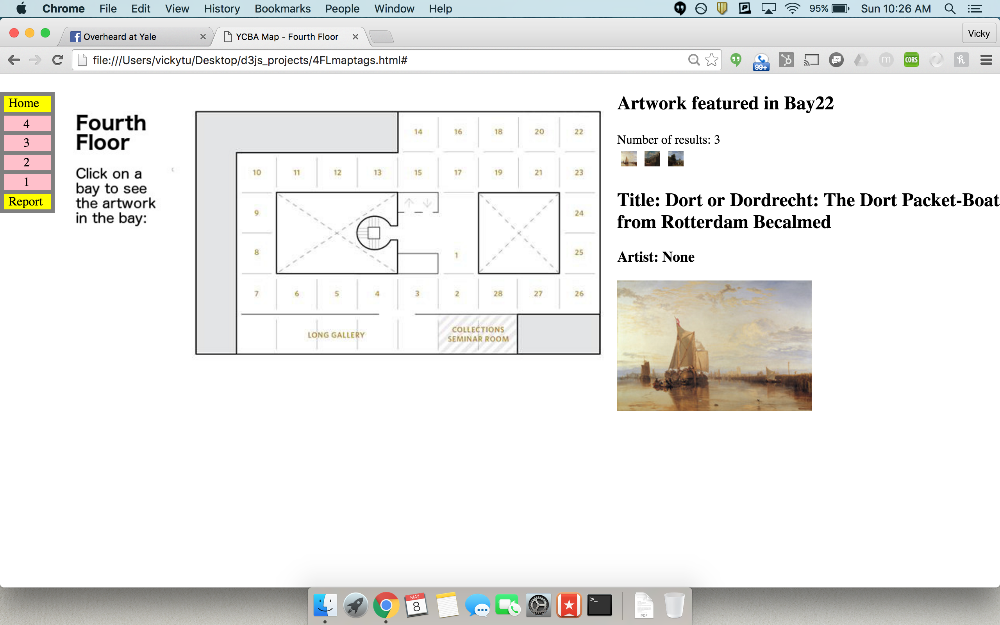 Chrome File Edit View History Bookmarks People Window Help 95% Sun 10:26 AM
Overheard at Yale YCBA Map - Fourth Floor Vicky
file:///Users/vickytu/Desktop/d3js_projects/4FLmaptags.html# 99+ m CORS h
Home
4
3
2
1
Report
Fourth
Floor
Click on a
bay to see
the artwork
in the bay:
14 16 18 20 22
10 11 12 13 15 17 19 21 23
9 24
8 1 25
7 6 5 4 3 2 28 27 26
LONG GALLERY
COLLECTIONS
SEMINAR ROOM
Artwork featured in Bay22
Number of results: 3
Title: Dort or Dordrecht: The Dort Packet-Boat
from Rotterdam Becalmed
Artist: None
MAY
8
>_
PDF